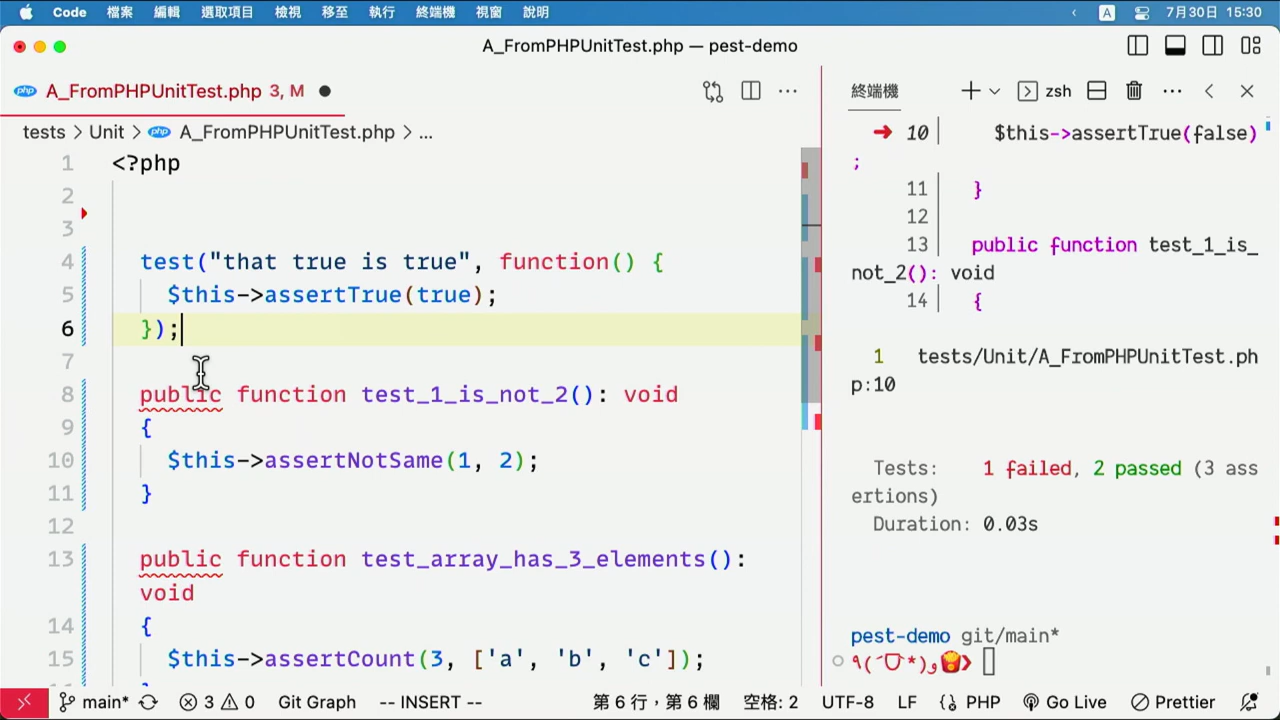 Code 檔案 編輯 選取項目 檢視 移至 執行 終端機 視窗 說明 A 7月30日 15:30
A_FromPHPUnitTest.php — pest-demo
php A_FromPHPUnitTest.php 3, M
tests > Unit > php A_FromPHPUnitTest.php > ...
1 <?php
2
3
4 test("that true is true", function() {
5 $this->assertTrue(true);
6 });
7
8 public function test_1_is_not_2(): void
9 {
10 $this->assertNotSame(1, 2);
11 }
12
13 public function test_array_has_3_elements():
void
14 {
15 $this->assertCount(3, ['a', 'b', 'c']);
終端機 zsh
➜ 10│ $this->assertTrue(false)
;
11│ }
12│
13│ public function test_1_is_
not_2(): void
14│ {
1 tests/Unit/A_FromPHPUnitTest.ph
p:10
Tests: 1 failed, 2 passed (3 ass
ertions)
Duration: 0.03s
pest-demo git/main*
main* 3 0 Git Graph -- INSERT -- 第 6 行，第 6 欄 空格: 2 UTF-8 LF PHP Go Live Prettier